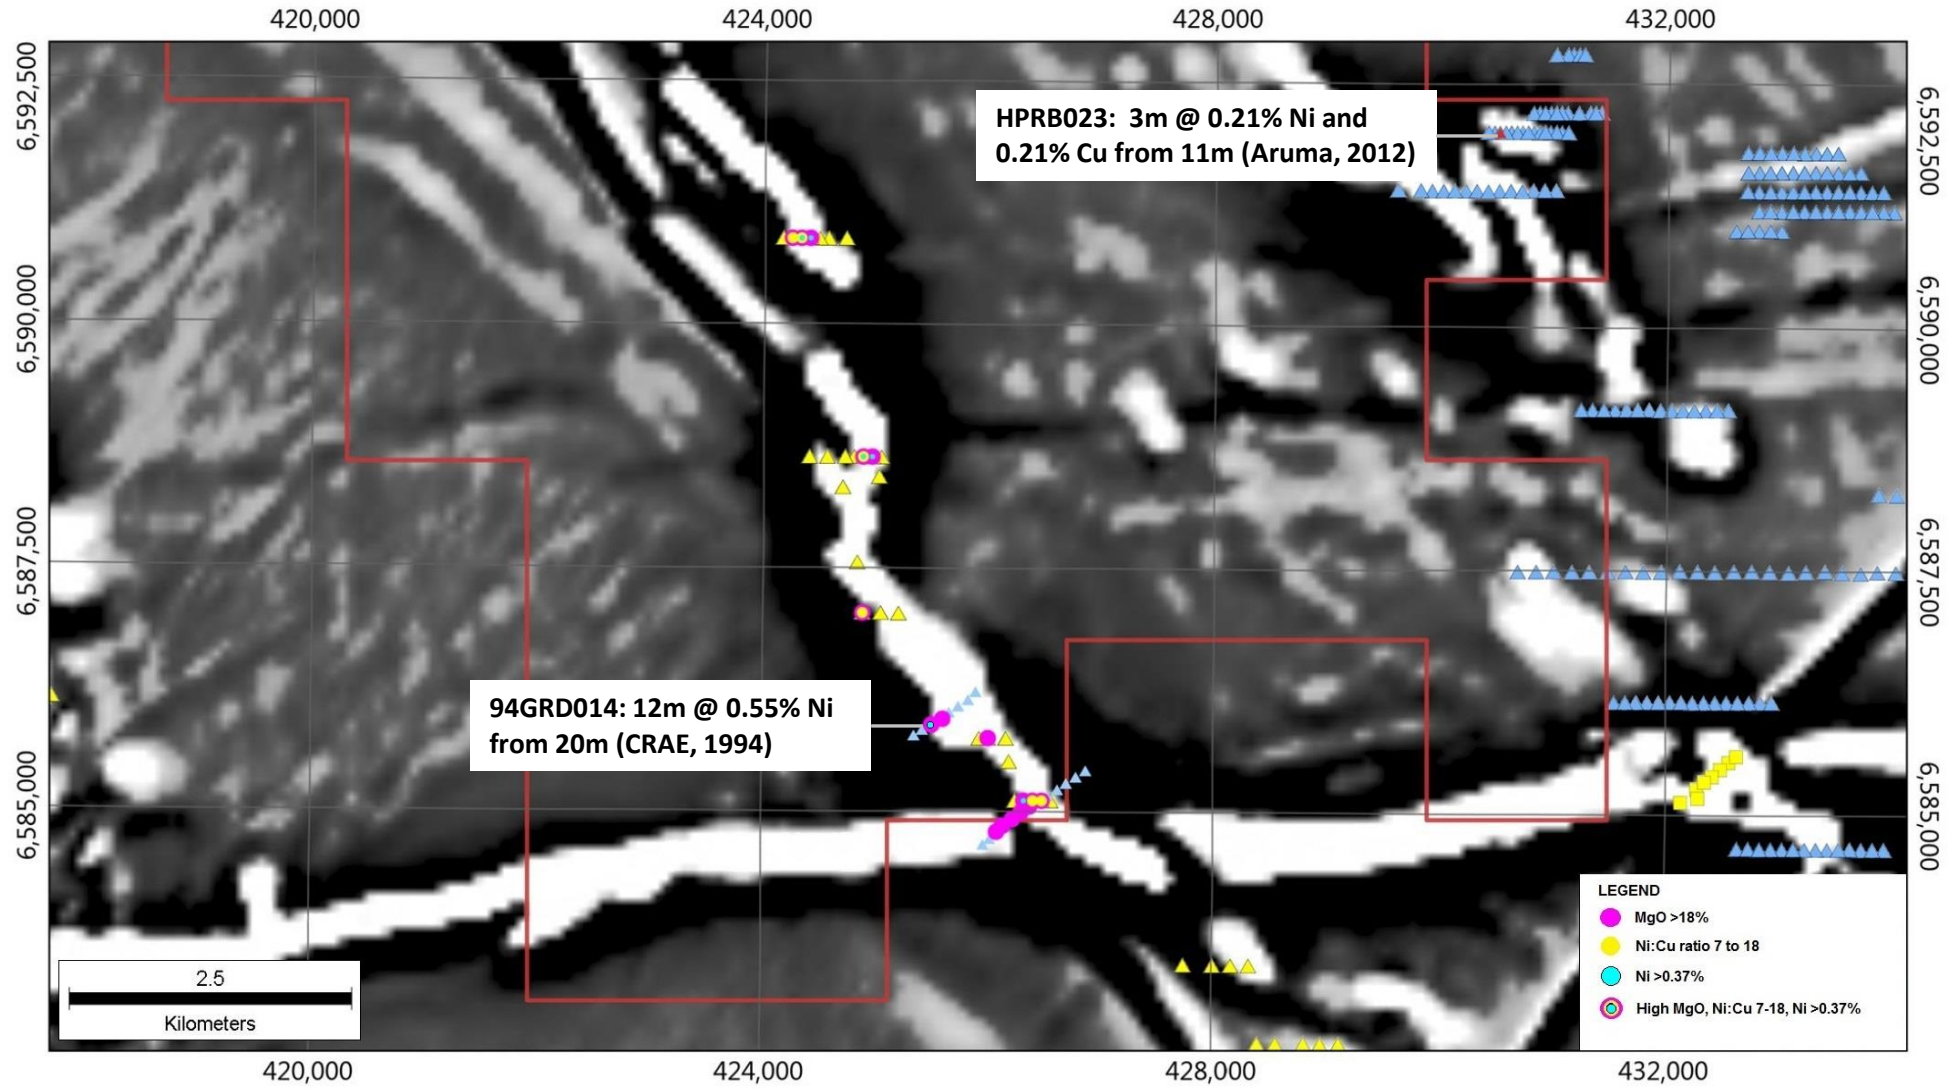 420,000
424,000
428,000
432,000
6,592,500
6,592,500
HPRB023: 3m @ 0.21% Ni and
0.21% Cu from 11m (Aruma, 2012)
6,590,000
6,590,000
6,587,500
6,587,500
94GRD014: 12m @ 0.55% Ni
from 20m (CRAE, 1994)
6,585,000
6,585,000
LEGEND
MgO >18%
Ni:Cu ratio 7 to 18
Ni >0.37%
High MgO, Ni:Cu 7-18, Ni >0.37%
2.5
Kilometers
420,000
424,000
428,000
432,000